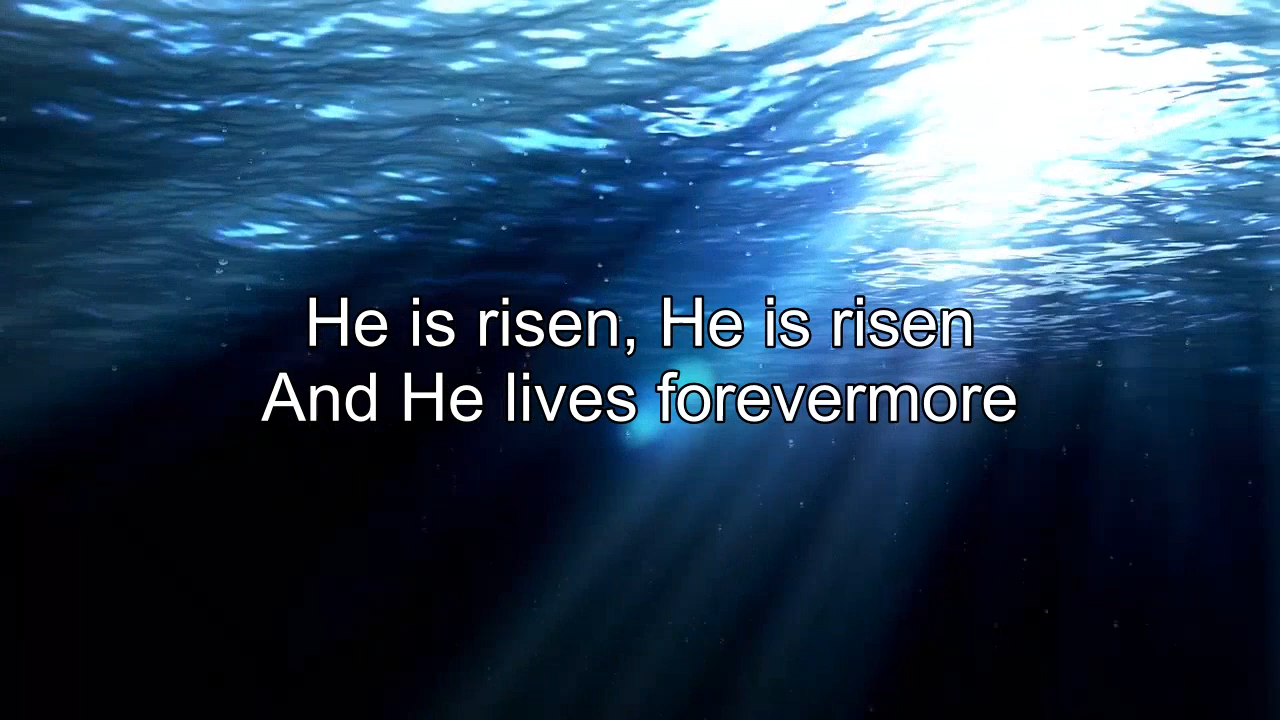 He is risen, He is risen
And He lives forevermore